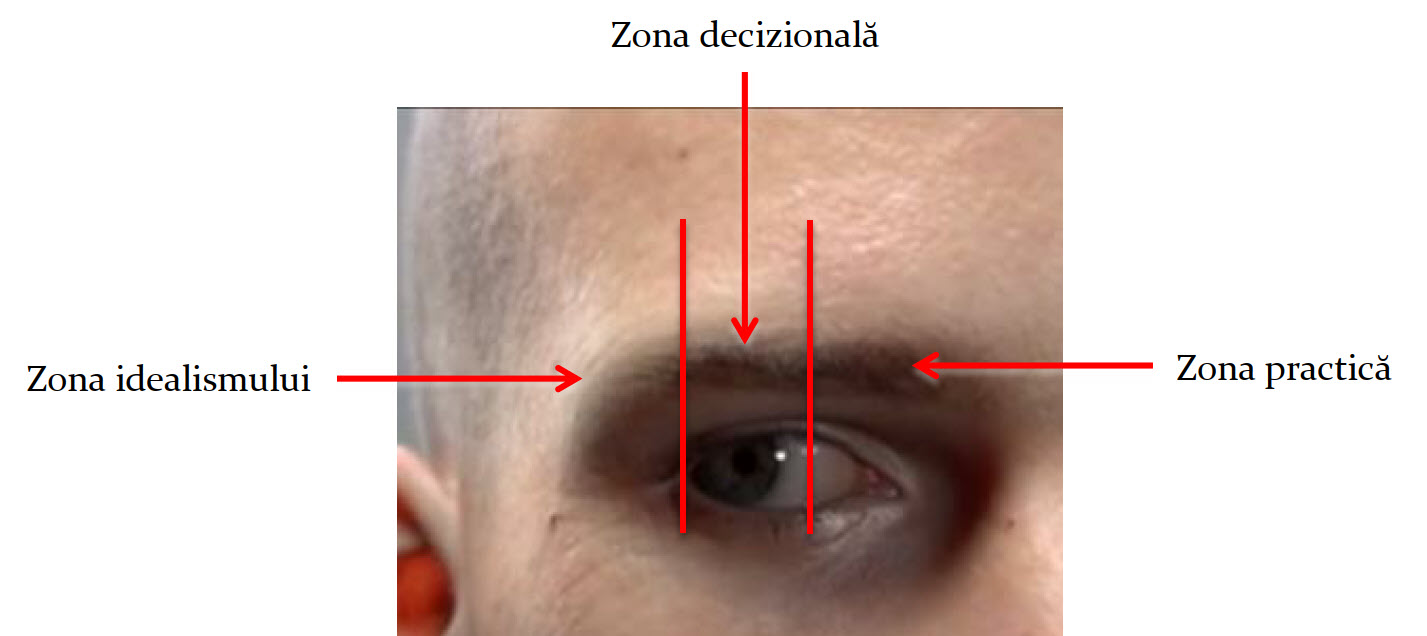 Zona decizională
Zona idealismului
Zona practică